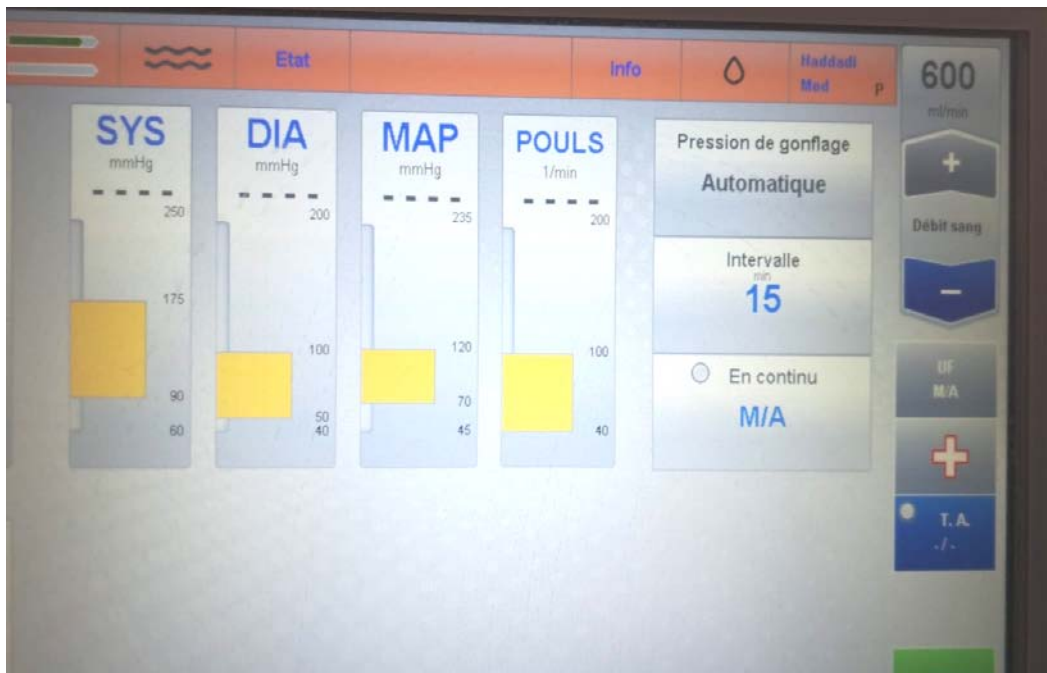 Etat
Info
Haddadi
Med
P
600
ml/min
SYS
mmHg
- - - -
250
175
90
60
DIA
mmHg
- - - -
200
100
50
40
MAP
mmHg
- - - -
235
120
70
45
POULS
1/min
- - - -
200
100
40
Pression de gonflage
Automatique
Intervalle
min
15
En continu
M/A
+
Débit sang
−
UF
M/A
T.A.
-/-